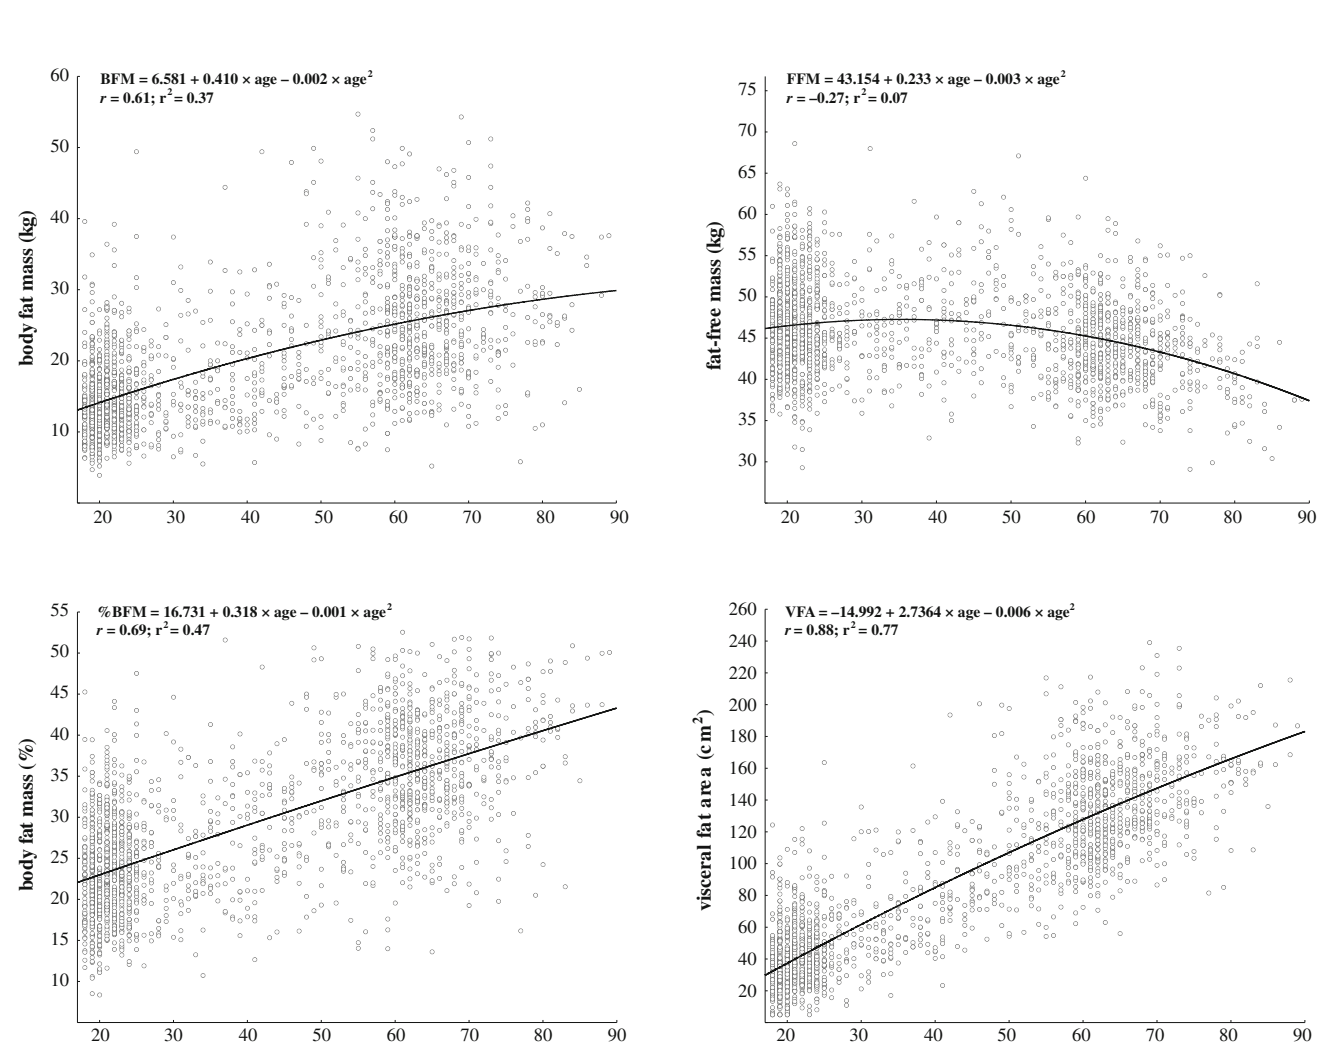 BFM = 6.581 + 0.410 × age – 0.002 × age²
r = 0.61; r² = 0.37
60
50
40
30
20
10
body fat mass (kg)
20 30 40 50 60 70 80 90
FFM = 43.154 + 0.233 × age – 0.003 × age²
r = –0.27; r² = 0.07
75
70
65
60
55
50
45
40
35
30
fat-free mass (kg)
20 30 40 50 60 70 80 90
%BFM = 16.731 + 0.318 × age – 0.001 × age²
r = 0.69; r² = 0.47
55
50
45
40
35
30
25
20
15
10
body fat mass (%)
20 30 40 50 60 70 80 90
VFA = –14.992 + 2.7364 × age – 0.006 × age²
r = 0.88; r² = 0.77
260
240
220
200
180
160
140
120
100
80
60
40
20
visceral fat area (cm²)
20 30 40 50 60 70 80 90